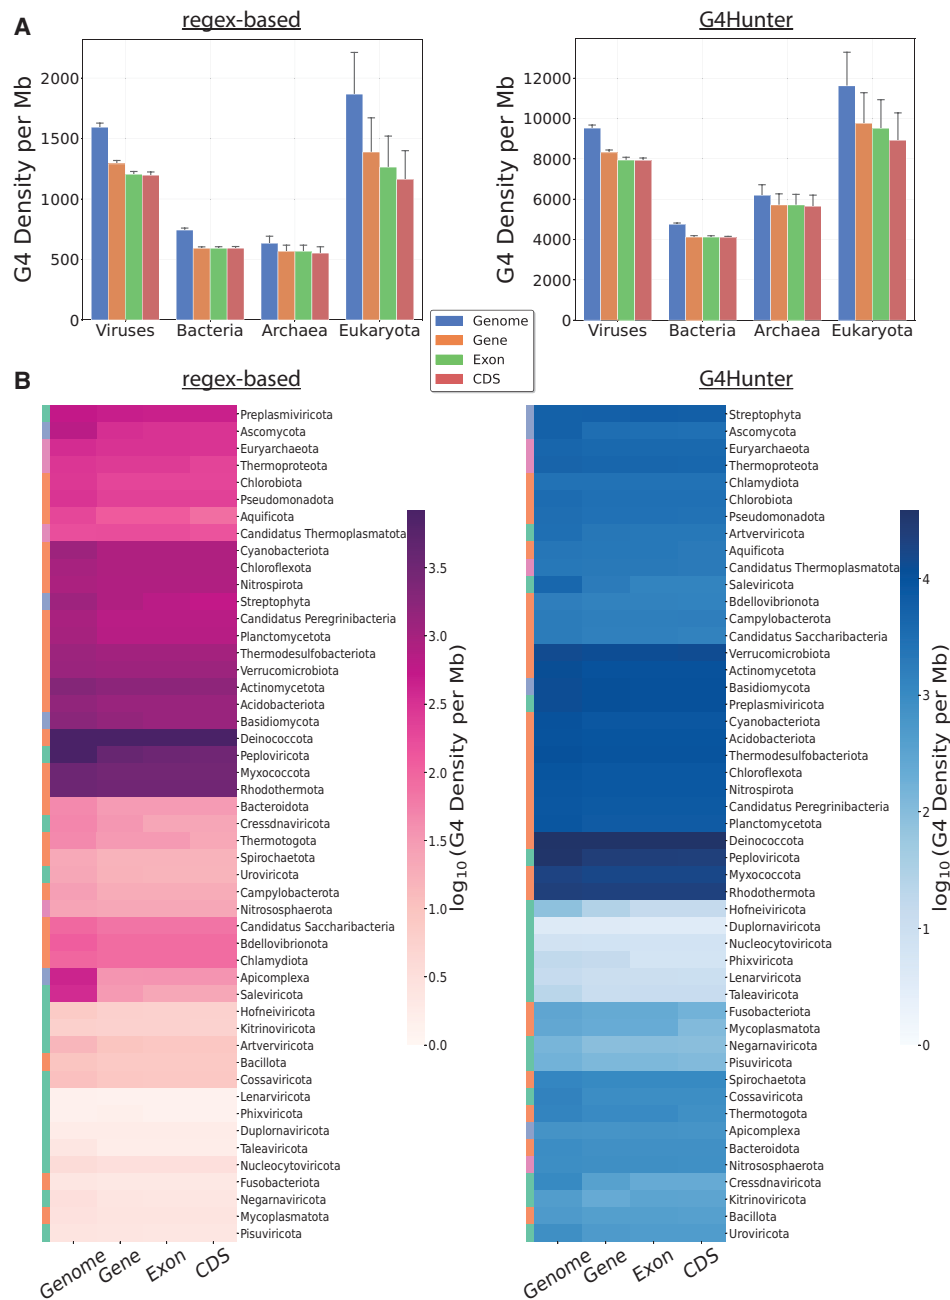 A
regex-based
G4 Density per Mb
2000
1500
1000
500
0
Viruses
Bacteria
Archaea
Eukaryota
G4Hunter
G4 Density per Mb
12000
10000
8000
6000
4000
2000
0
Viruses
Bacteria
Archaea
Eukaryota
Genome
Gene
Exon
CDS
B
regex-based
Preplasmiviricota
Ascomycota
Euryarchaeota
Thermoproteota
Chlorobiota
Pseudomonadota
Aquificota
Candidatus Thermoplasmatota
Cyanobacteriota
Chloroflexota
Nitrospirota
Streptophyta
Candidatus Peregrinibacteria
Planctomycetota
Thermodesulfobacteriota
Verrucomicrobiota
Actinomycetota
Acidobacteriota
Basidiomycota
Deinococcota
Peploviricota
Myxococcota
Rhodothermota
Bacteroidota
Cressdnaviricota
Thermotogota
Spirochaetota
Uroviricota
Campylobacterota
Nitrososphaerota
Candidatus Saccharibacteria
Bdellovibrionota
Chlamydiota
Apicomplexa
Saleviricota
Hofneiviricota
Kitrinoviricota
Artverviricota
Bacillota
Cossaviricota
Lenarviricota
Phixviricota
Duplornaviricota
Taleaviricota
Nucleocytoviricota
Fusobacteriota
Negarnaviricota
Mycoplasmatota
Pisuviricota
Genome
Gene
Exon
CDS
3.5
3.0
2.5
2.0
1.5
1.0
0.5
0.0
log₁₀ (G4 Density per Mb)
G4Hunter
Streptophyta
Ascomycota
Euryarchaeota
Thermoproteota
Chlamydiota
Chlorobiota
Pseudomonadota
Artverviricota
Aquificota
Candidatus Thermoplasmatota
Saleviricota
Bdellovibrionota
Campylobacterota
Candidatus Saccharibacteria
Verrucomicrobiota
Actinomycetota
Basidiomycota
Preplasmiviricota
Cyanobacteriota
Acidobacteriota
Thermodesulfobacteriota
Chloroflexota
Nitrospirota
Candidatus Peregrinibacteria
Planctomycetota
Deinococcota
Peploviricota
Myxococcota
Rhodothermota
Hofneiviricota
Duplornaviricota
Nucleocytoviricota
Phixviricota
Lenarviricota
Taleaviricota
Fusobacteriota
Mycoplasmatota
Negarnaviricota
Pisuviricota
Spirochaetota
Cossaviricota
Thermotogota
Apicomplexa
Bacteroidota
Nitrososphaerota
Cressdnaviricota
Kitrinoviricota
Bacillota
Uroviricota
Genome
Gene
Exon
CDS
4
3
2
1
0
log₁₀ (G4 Density per Mb)